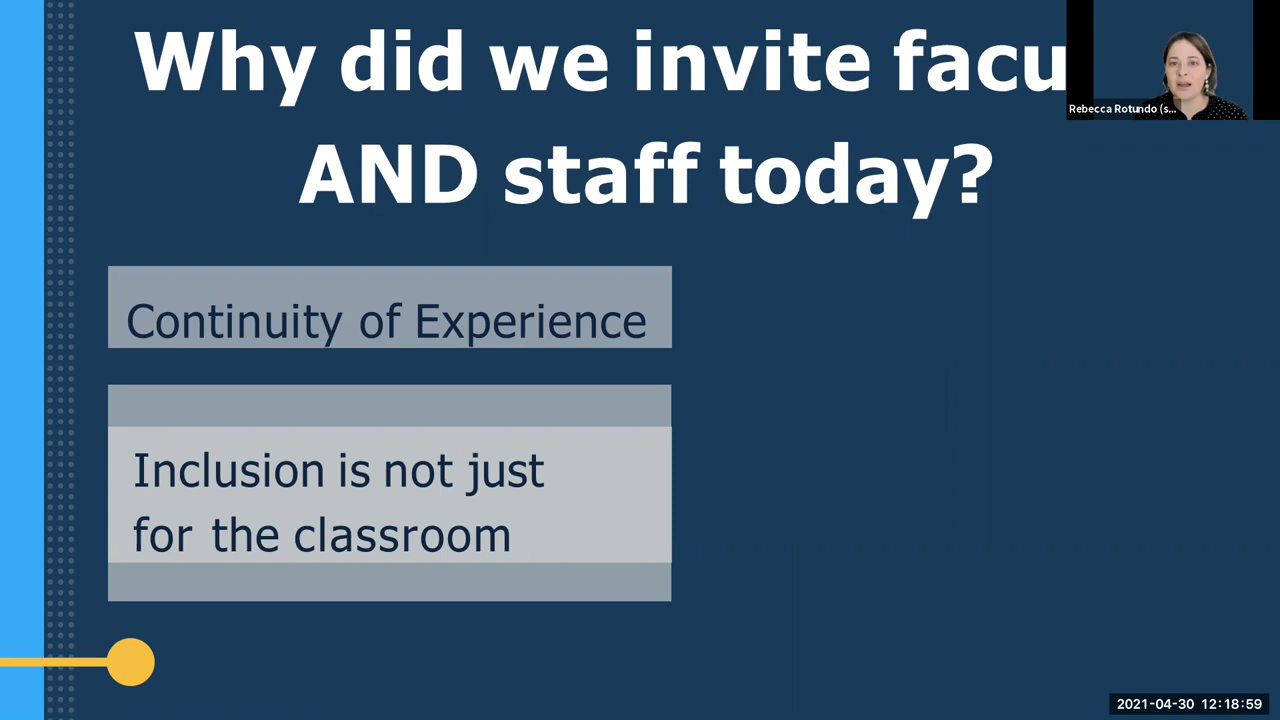 Why did we invite facu
AND staff today?
Rebecca Rotundo (s...
Continuity of Experience
Inclusion is not just
for the classroom
2021-04-30 12:18:59